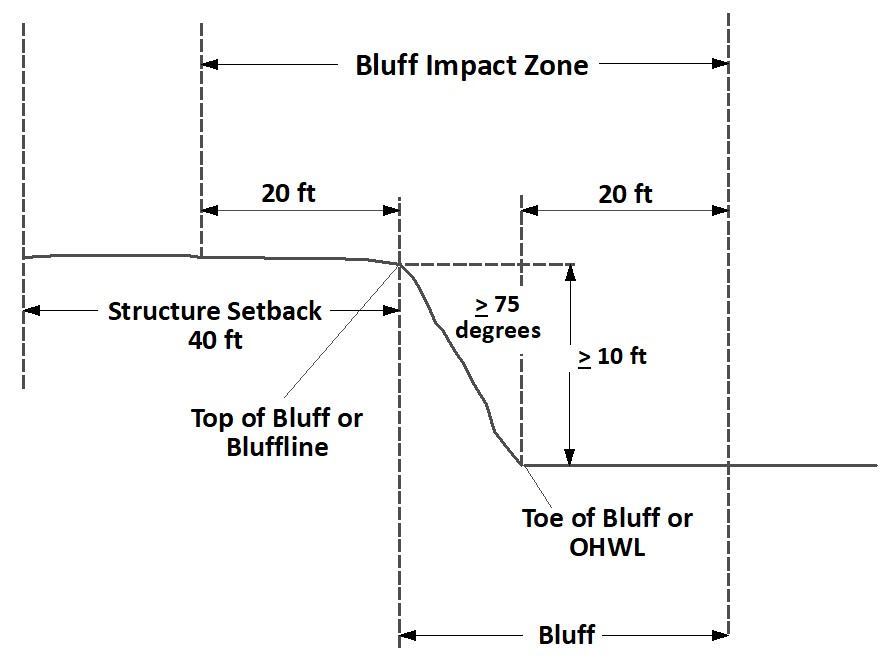 Bluff Impact Zone
20 ft
20 ft
≥ 75
degrees
Structure Setback
40 ft
≥ 10 ft
Top of Bluff or
Bluffline
Toe of Bluff or
OHWL
Bluff